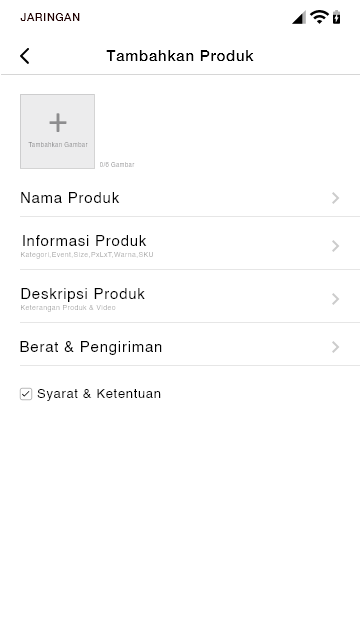 JARINGAN
Tambahkan Produk
Tambahkan Gambar
0/6 Gambar
Nama Produk
Informasi Produk
Kategori,Event,Size,PxLxT,Warna,SKU
Deskripsi Produk
Keterangan Produk & Video
Berat & Pengiriman
Syarat & Ketentuan